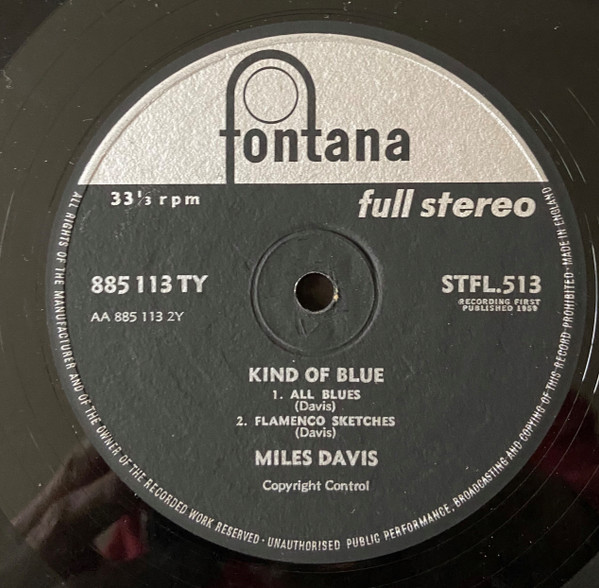 fontana
33⅓ rpm
full stereo
885 113 TY
STFL.513
AA 885 113 2Y
RECORDING FIRST
PUBLISHED 1959
KIND OF BLUE
1. ALL BLUES
(Davis)
2. FLAMENCO SKETCHES
(Davis)
MILES DAVIS
Copyright Control
ALL RIGHTS OF THE MANUFACTURER AND OF THE OWNER OF THE RECORDED WORK RESERVED · UNAUTHORISED PUBLIC PERFORMANCE, BROADCASTING AND COPYING OF THIS RECORD PROHIBITED · MADE IN ENGLAND